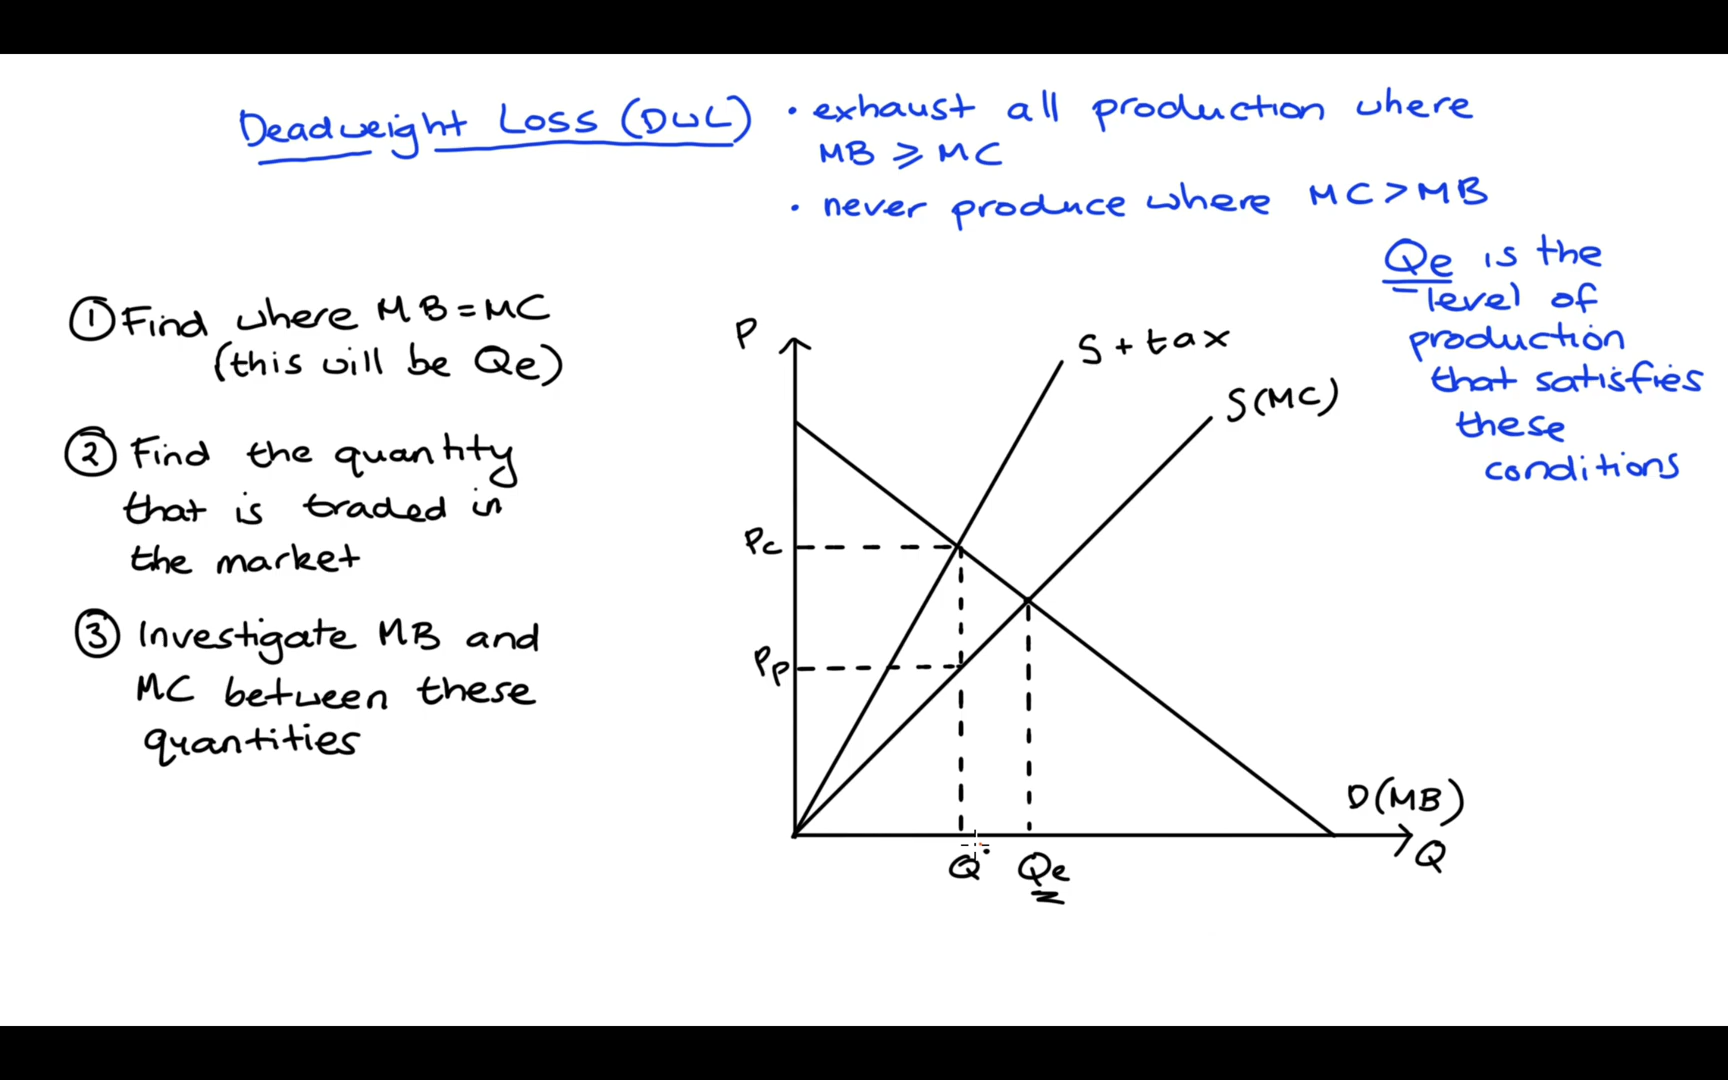 Deadweight Loss (DWL)
• exhaust all production where
MB ⩾ MC
• never produce where MC > MB
Qe is the
level of
production
that satisfies
these
conditions
① Find where MB = MC
(this will be Qe)
② Find the quantity
that is traded in
the market
③ Investigate MB and
MC between these
quantities
P
S + tax
S(MC)
Pc
Pp
D(MB)
Q
Qe
Q